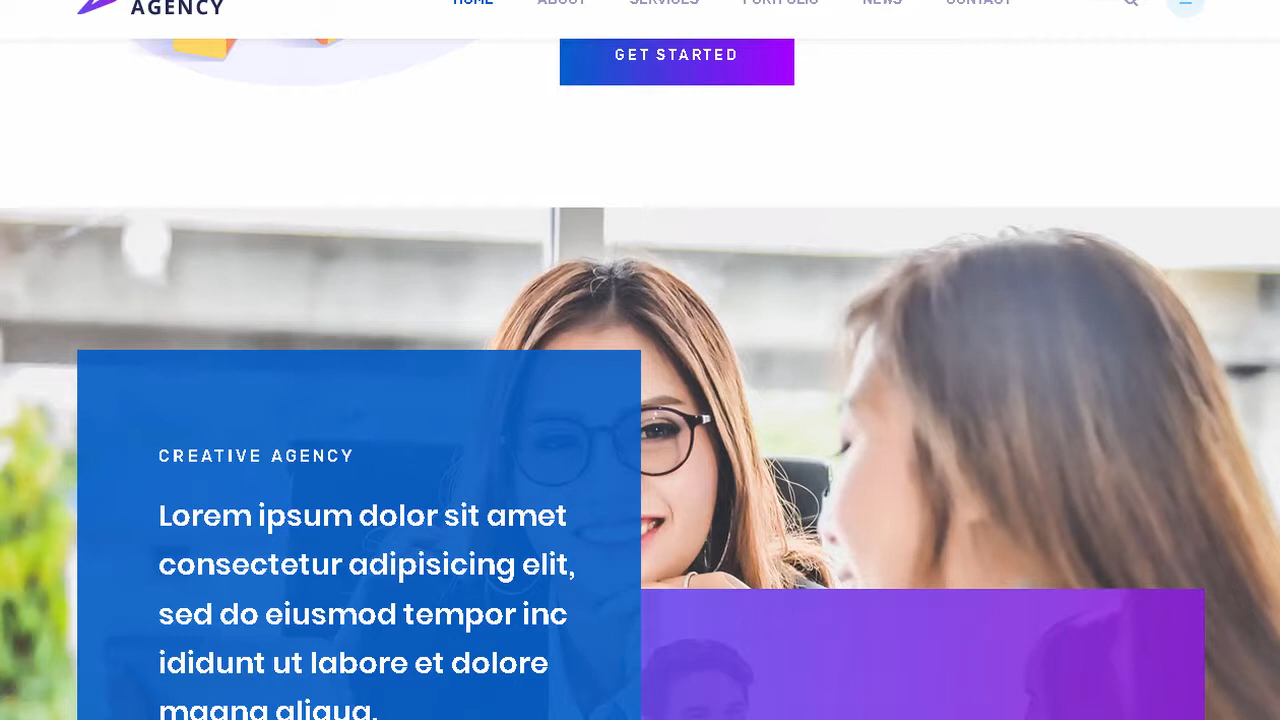 AGENCY
HOME ABOUT SERVICES PORTFOLIO NEWS CONTACT
GET STARTED
CREATIVE AGENCY
Lorem ipsum dolor sit amet
consectetur adipisicing elit,
sed do eiusmod tempor inc
ididunt ut labore et dolore
magna aliqua.